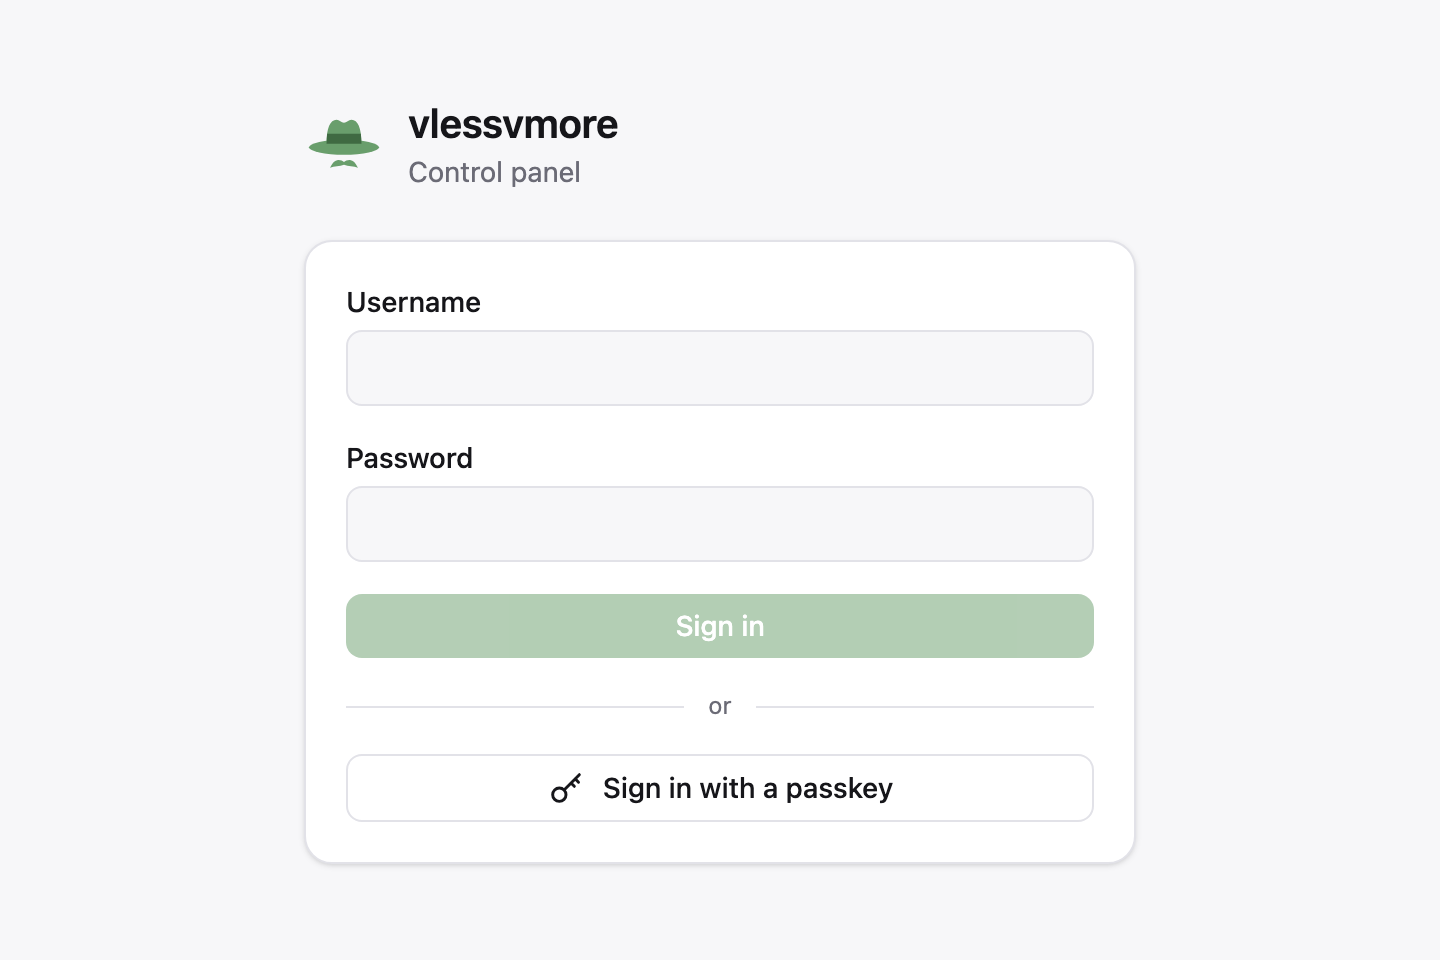 vlessvmore
Control panel
Username
Password
Sign in
or
Sign in with a passkey